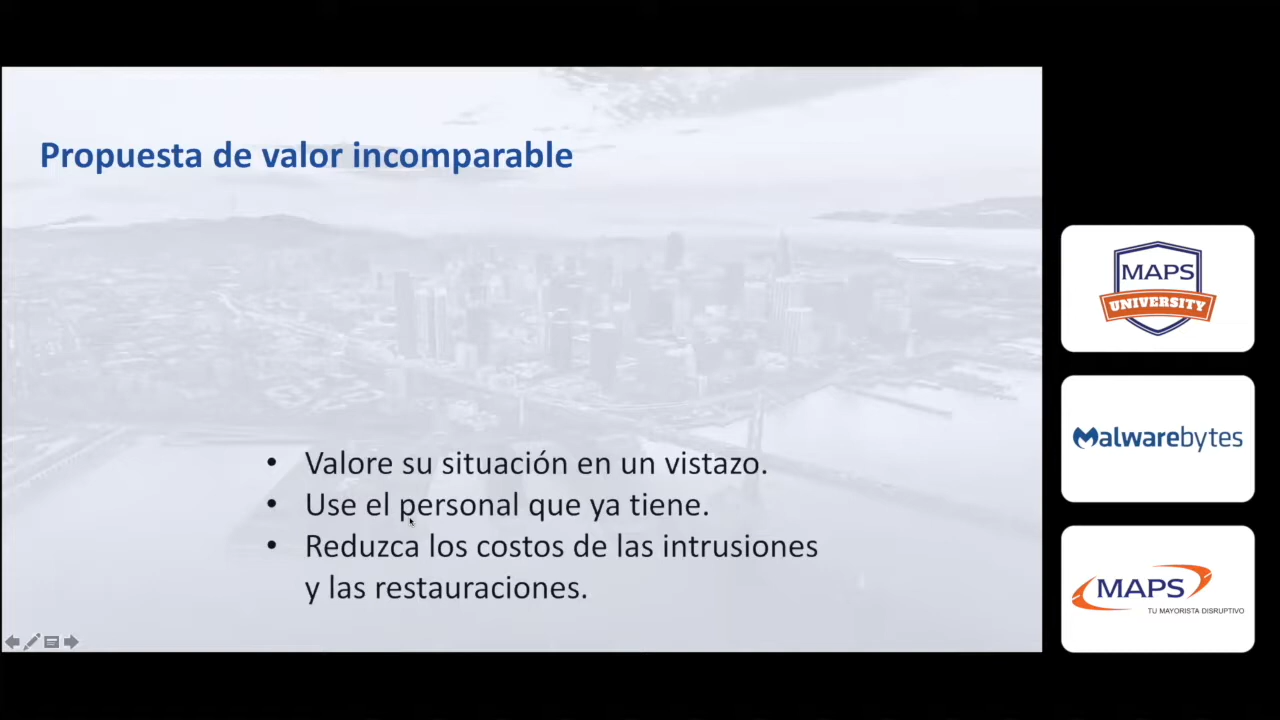 Propuesta de valor incomparable
• Valore su situación en un vistazo.
• Use el personal que ya tiene.
• Reduzca los costos de las intrusiones
y las restauraciones.
MAPS
UNIVERSITY
Malwarebytes
MAPS
TU MAYORISTA DISRUPTIVO